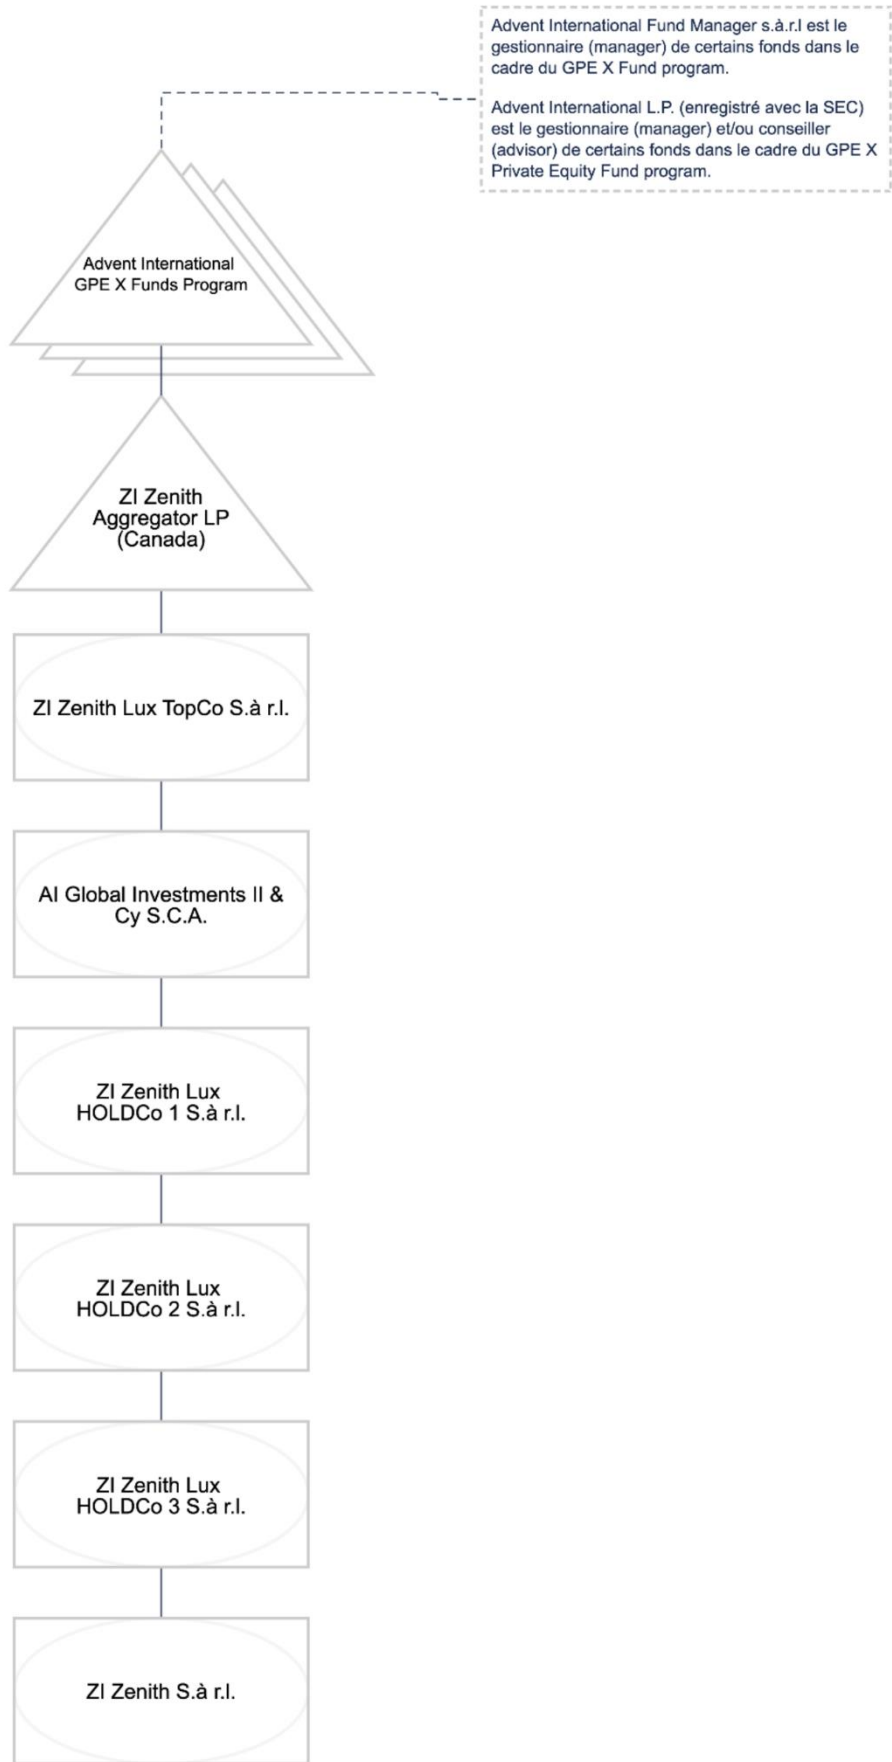 Advent International Fund Manager s.à.r.l est le
gestionnaire (manager) de certains fonds dans le
cadre du GPE X Fund program.
Advent International L.P. (enregistré avec la SEC)
est le gestionnaire (manager) et/ou conseiller
(advisor) de certains fonds dans le cadre du GPE X
Private Equity Fund program.
Advent International
GPE X Funds Program
ZI Zenith
Aggregator LP
(Canada)
ZI Zenith Lux TopCo S.à r.l.
AI Global Investments II &
Cy S.C.A.
ZI Zenith Lux
HOLDCo 1 S.à r.l.
ZI Zenith Lux
HOLDCo 2 S.à r.l.
ZI Zenith Lux
HOLDCo 3 S.à r.l.
ZI Zenith S.à r.l.